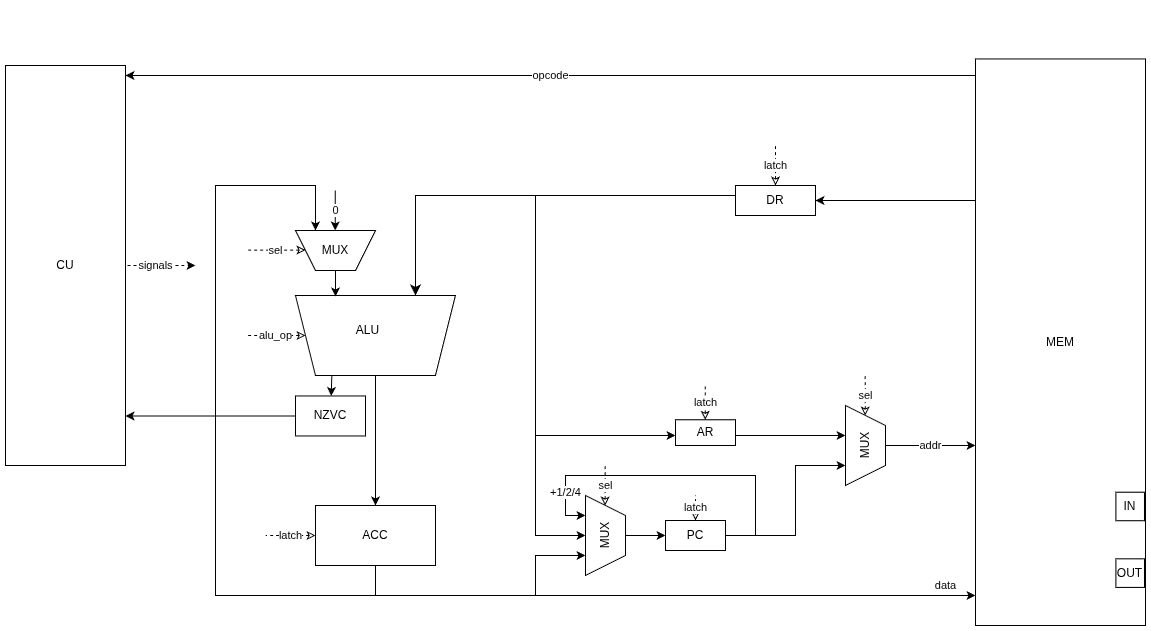 opcode
latch
DR
0
sel
MUX
CU
signals
ALU
alu_op
MEM
sel
latch
NZVC
AR
MUX
addr
sel
+1/2/4
latch
IN
latch
ACC
MUX
PC
OUT
data